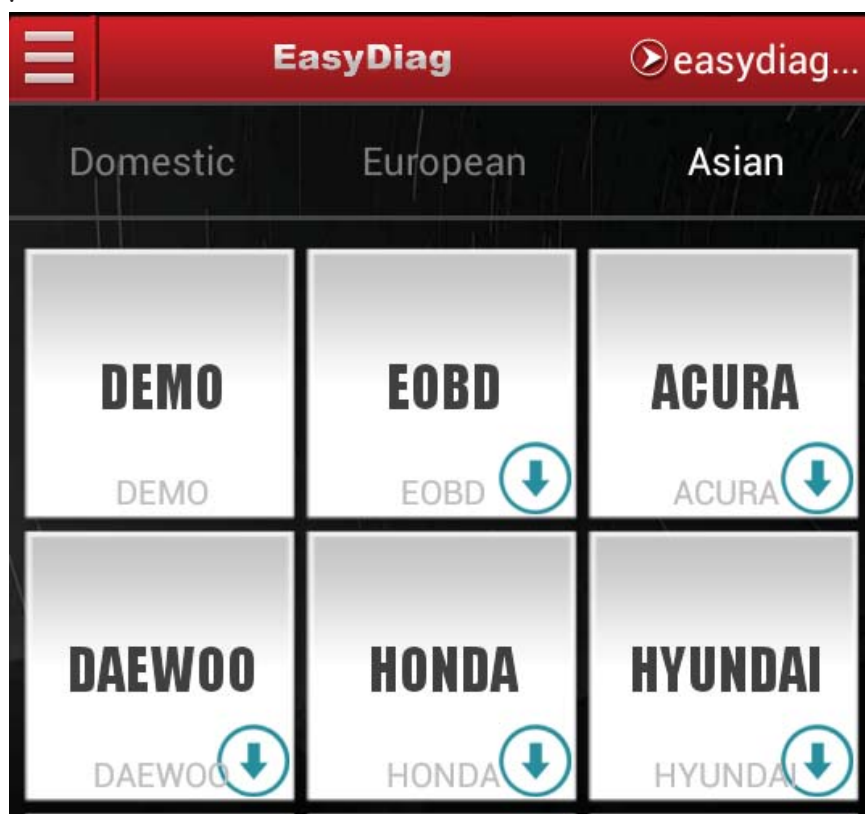 EasyDiag easydiag...
Domestic European Asian
DEMO EOBD ACURA
DEMO EOBD ACURA
DAEWOO HONDA HYUNDAI
DAEWOO HONDA HYUNDAI